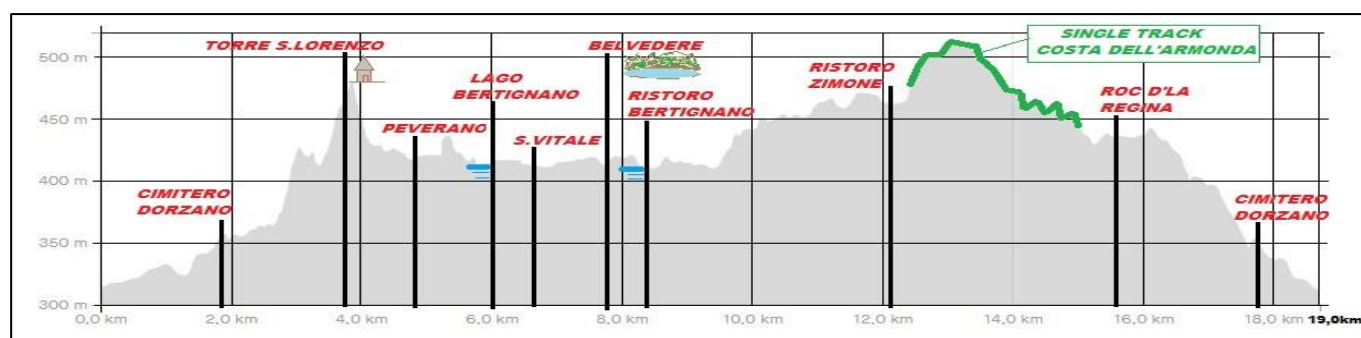 500 m
450 m
400 m
350 m
300 m
TORRE S.LORENZO
BELVEDERE
SINGLE TRACK
COSTA DELL'ARMONDA
RISTORO
ZIMONE
LAGO
BERTIGNANO
RISTORO
BERTIGNANO
ROC D'LA
REGINA
PEVERANO
S.VITALE
CIMITERO
DORZANO
CIMITERO
DORZANO
0,0 km 2,0 km 4,0 km 6,0 km 8,0 km 10,0 km 12,0 km 14,0 km 16,0 km 18,0 km 19,0km